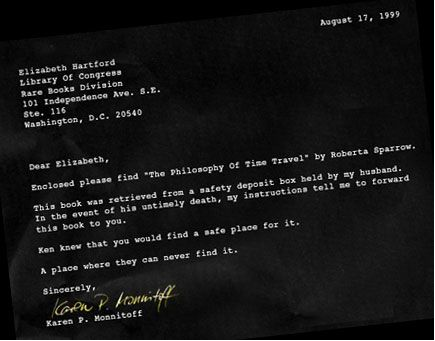 August 17, 1999
Elizabeth Hartford
Library Of Congress
Rare Books Division
101 Independence Ave. S.E.
Ste. 116
Washington, D.C. 20540
Dear Elizabeth,
Enclosed please find "The Philosophy Of Time Travel" by Roberta Sparrow.
This book was retrieved from a safety deposit box held by my husband.
In the event of his untimely death, my instructions tell me to forward
this book to you.
Ken knew that you would find a safe place for it.
A place where they can never find it.
Sincerely,
Karen P. Monnitoff
Karen P. Monnitoff